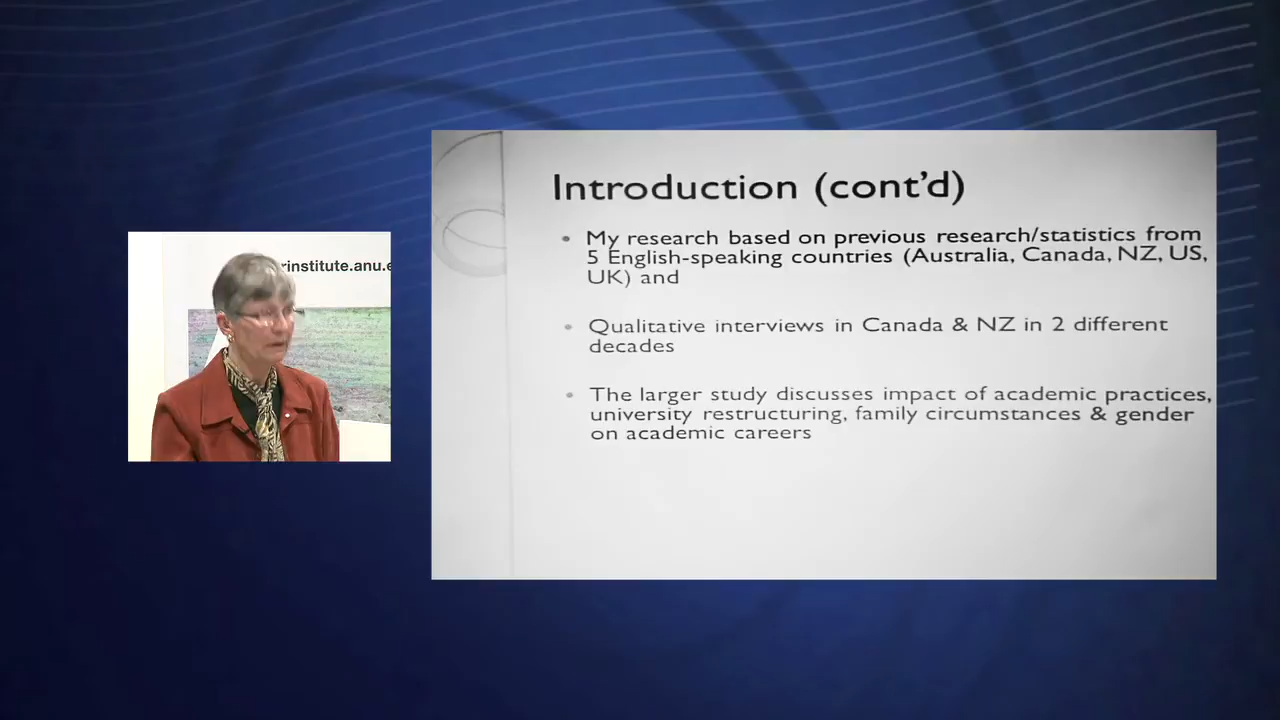 rinstitute.anu.e
Introduction (cont'd)
• My research based on previous research/statistics from
5 English-speaking countries (Australia, Canada, NZ, US,
UK) and
• Qualitative interviews in Canada & NZ in 2 different
decades
• The larger study discusses impact of academic practices,
university restructuring, family circumstances & gender
on academic careers